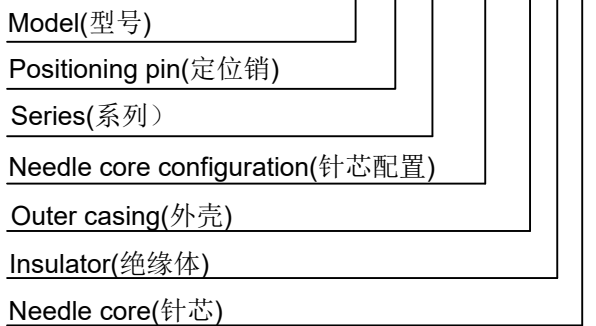 Model(型号)
Positioning pin(定位销)
Series(系列）
Needle core configuration(针芯配置)
Outer casing(外壳)
Insulator(绝缘体)
Needle core(针芯)